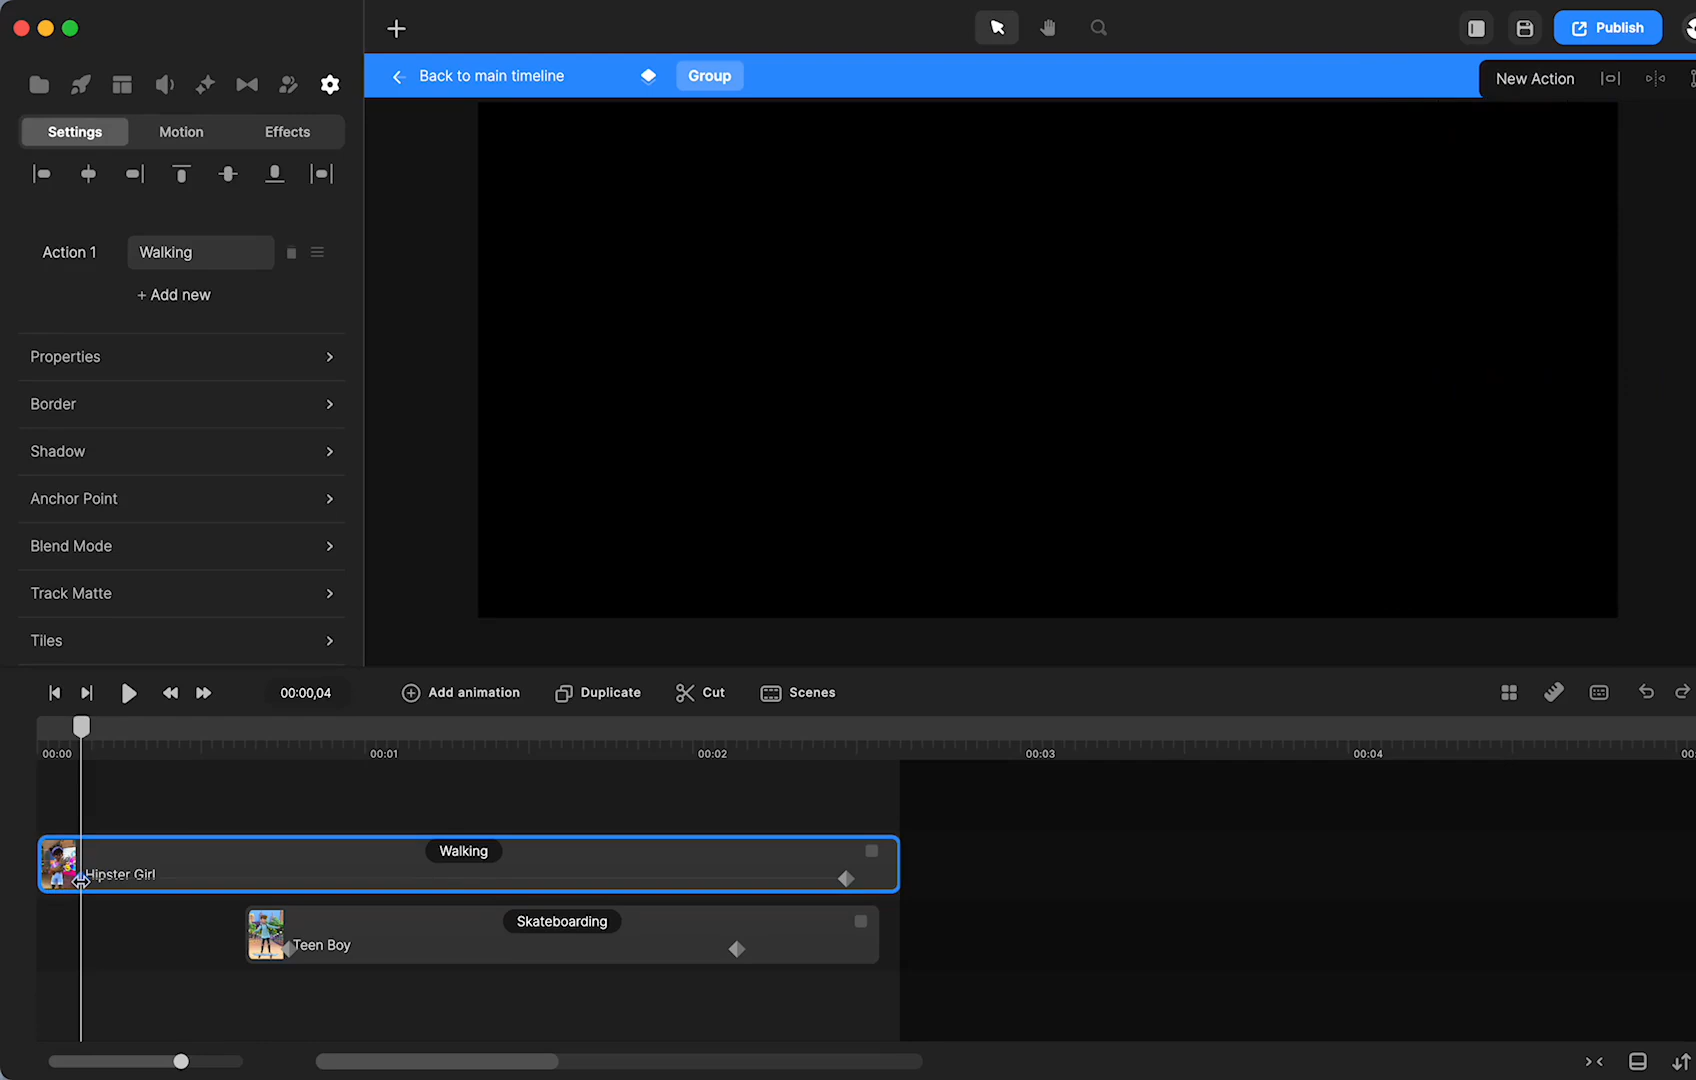 Publish
Back to main timeline
Group
New Action
Settings
Motion
Effects
Action 1
Walking
+ Add new
Properties
Border
Shadow
Anchor Point
Blend Mode
Track Matte
Tiles
00:00,04
Add animation
Duplicate
Cut
Scenes
00:00
00:01
00:02
00:03
00:04
00:
Walking
Hipster Girl
Skateboarding
Teen Boy